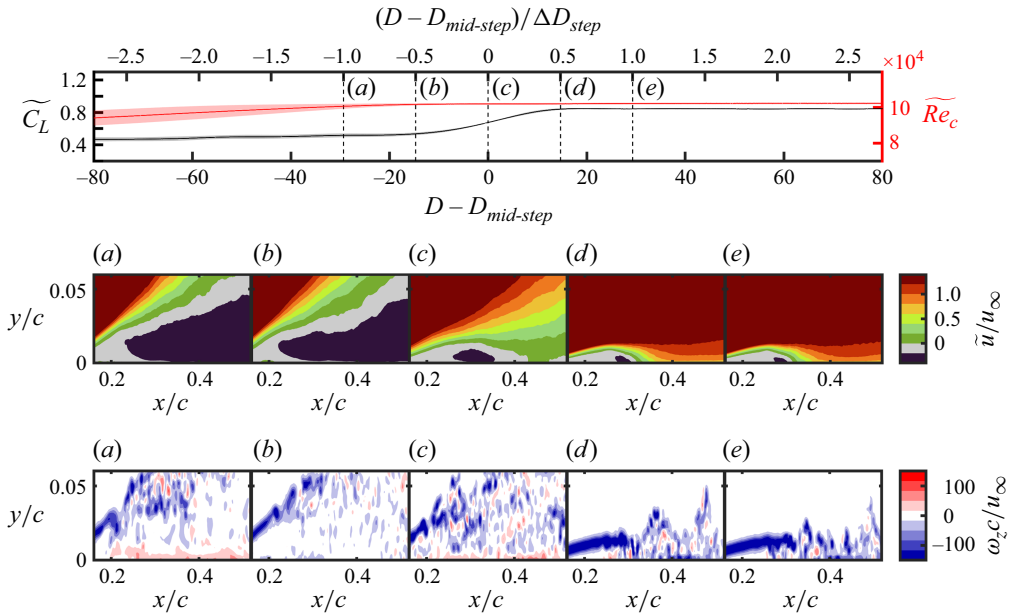 (D – D_mid-step) / ΔD_step
−2.5 −2.0 −1.5 −1.0 −0.5 0 0.5 1.0 2.0 2.5 ×10⁴
1.2 (a) (b) (c) (d) (e)
C̃_L 0.8 10 R̃e_c
0.4 8
−80 −60 −40 −20 0 20 40 60 80
D – D_mid-step
(a) (b) (c) (d) (e)
0.05 1.0
y/c 0.5 ũ/u_∞
0 0
0.2 0.4 0.2 0.4 0.2 0.4 0.2 0.4 0.2 0.4
x/c x/c x/c x/c x/c
(a) (b) (c) (d) (e)
0.05 100
y/c 0 ω_z c/u_∞
0 −100
0.2 0.4 0.2 0.4 0.2 0.4 0.2 0.4 0.2 0.4
x/c x/c x/c x/c x/c